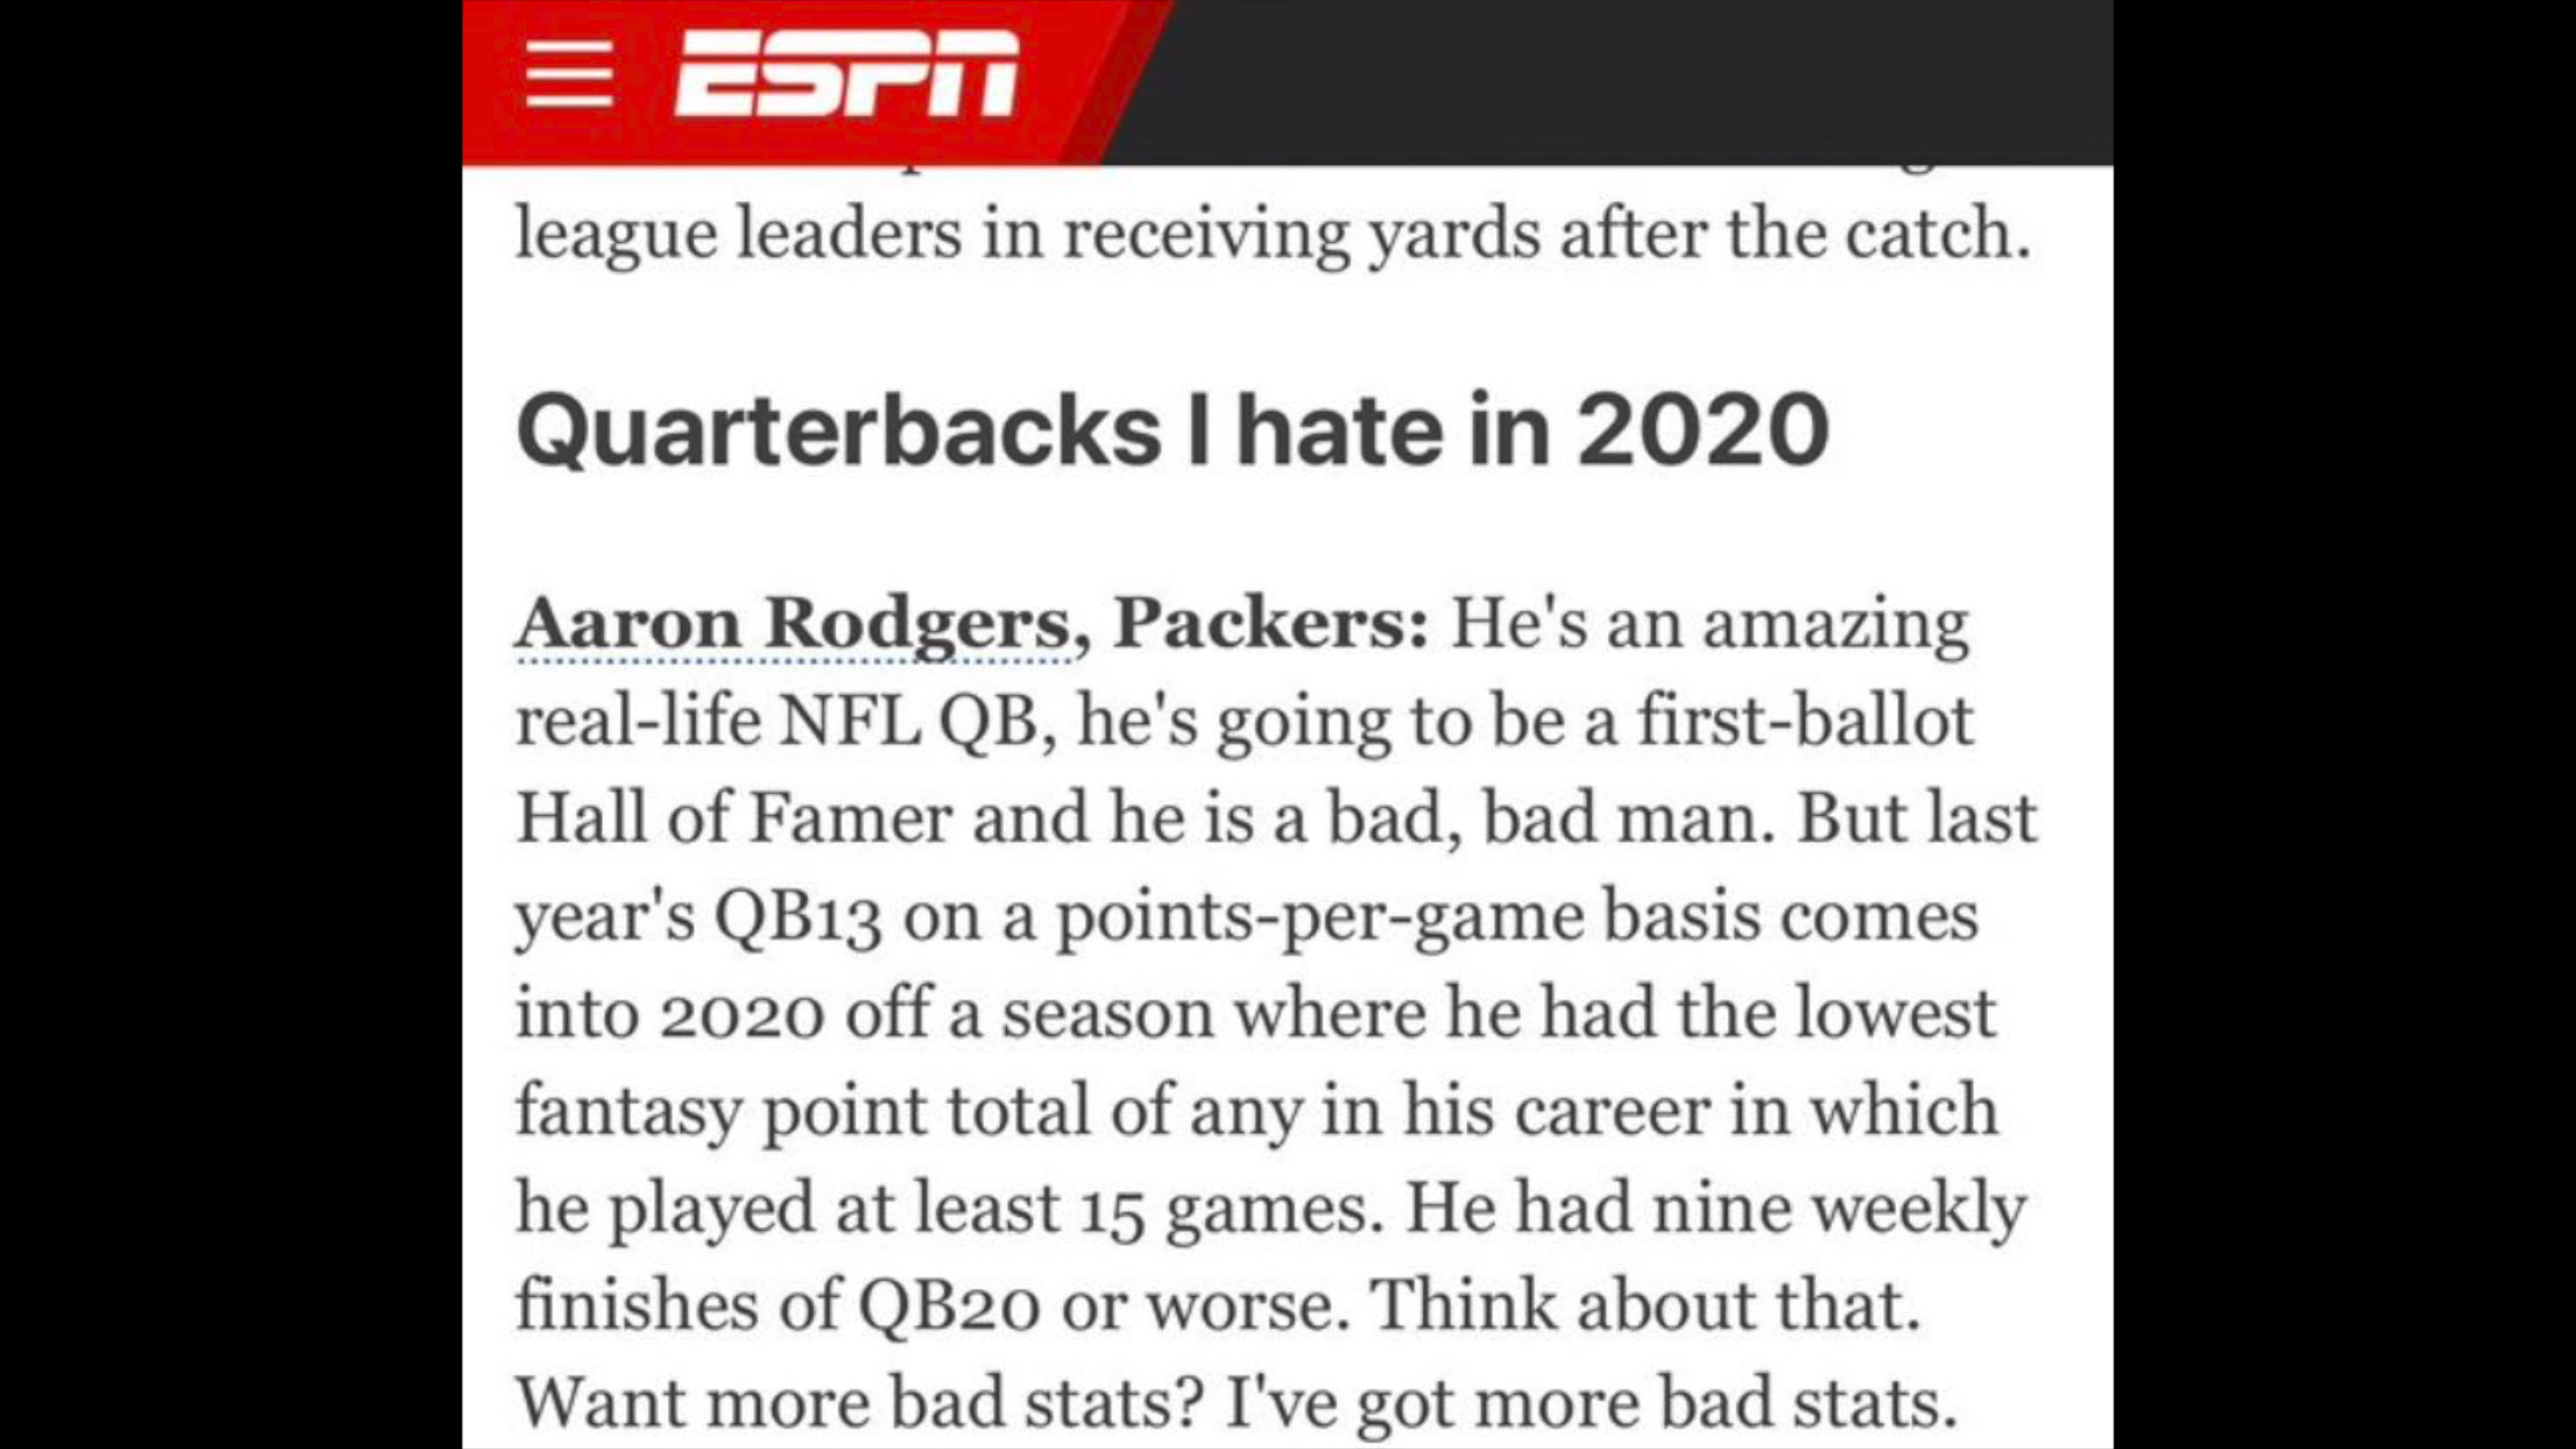 ESPN
league leaders in receiving yards after the catch.
Quarterbacks I hate in 2020
Aaron Rodgers, Packers: He's an amazing
real-life NFL QB, he's going to be a first-ballot
Hall of Famer and he is a bad, bad man. But last
year's QB13 on a points-per-game basis comes
into 2020 off a season where he had the lowest
fantasy point total of any in his career in which
he played at least 15 games. He had nine weekly
finishes of QB20 or worse. Think about that.
Want more bad stats? I've got more bad stats.